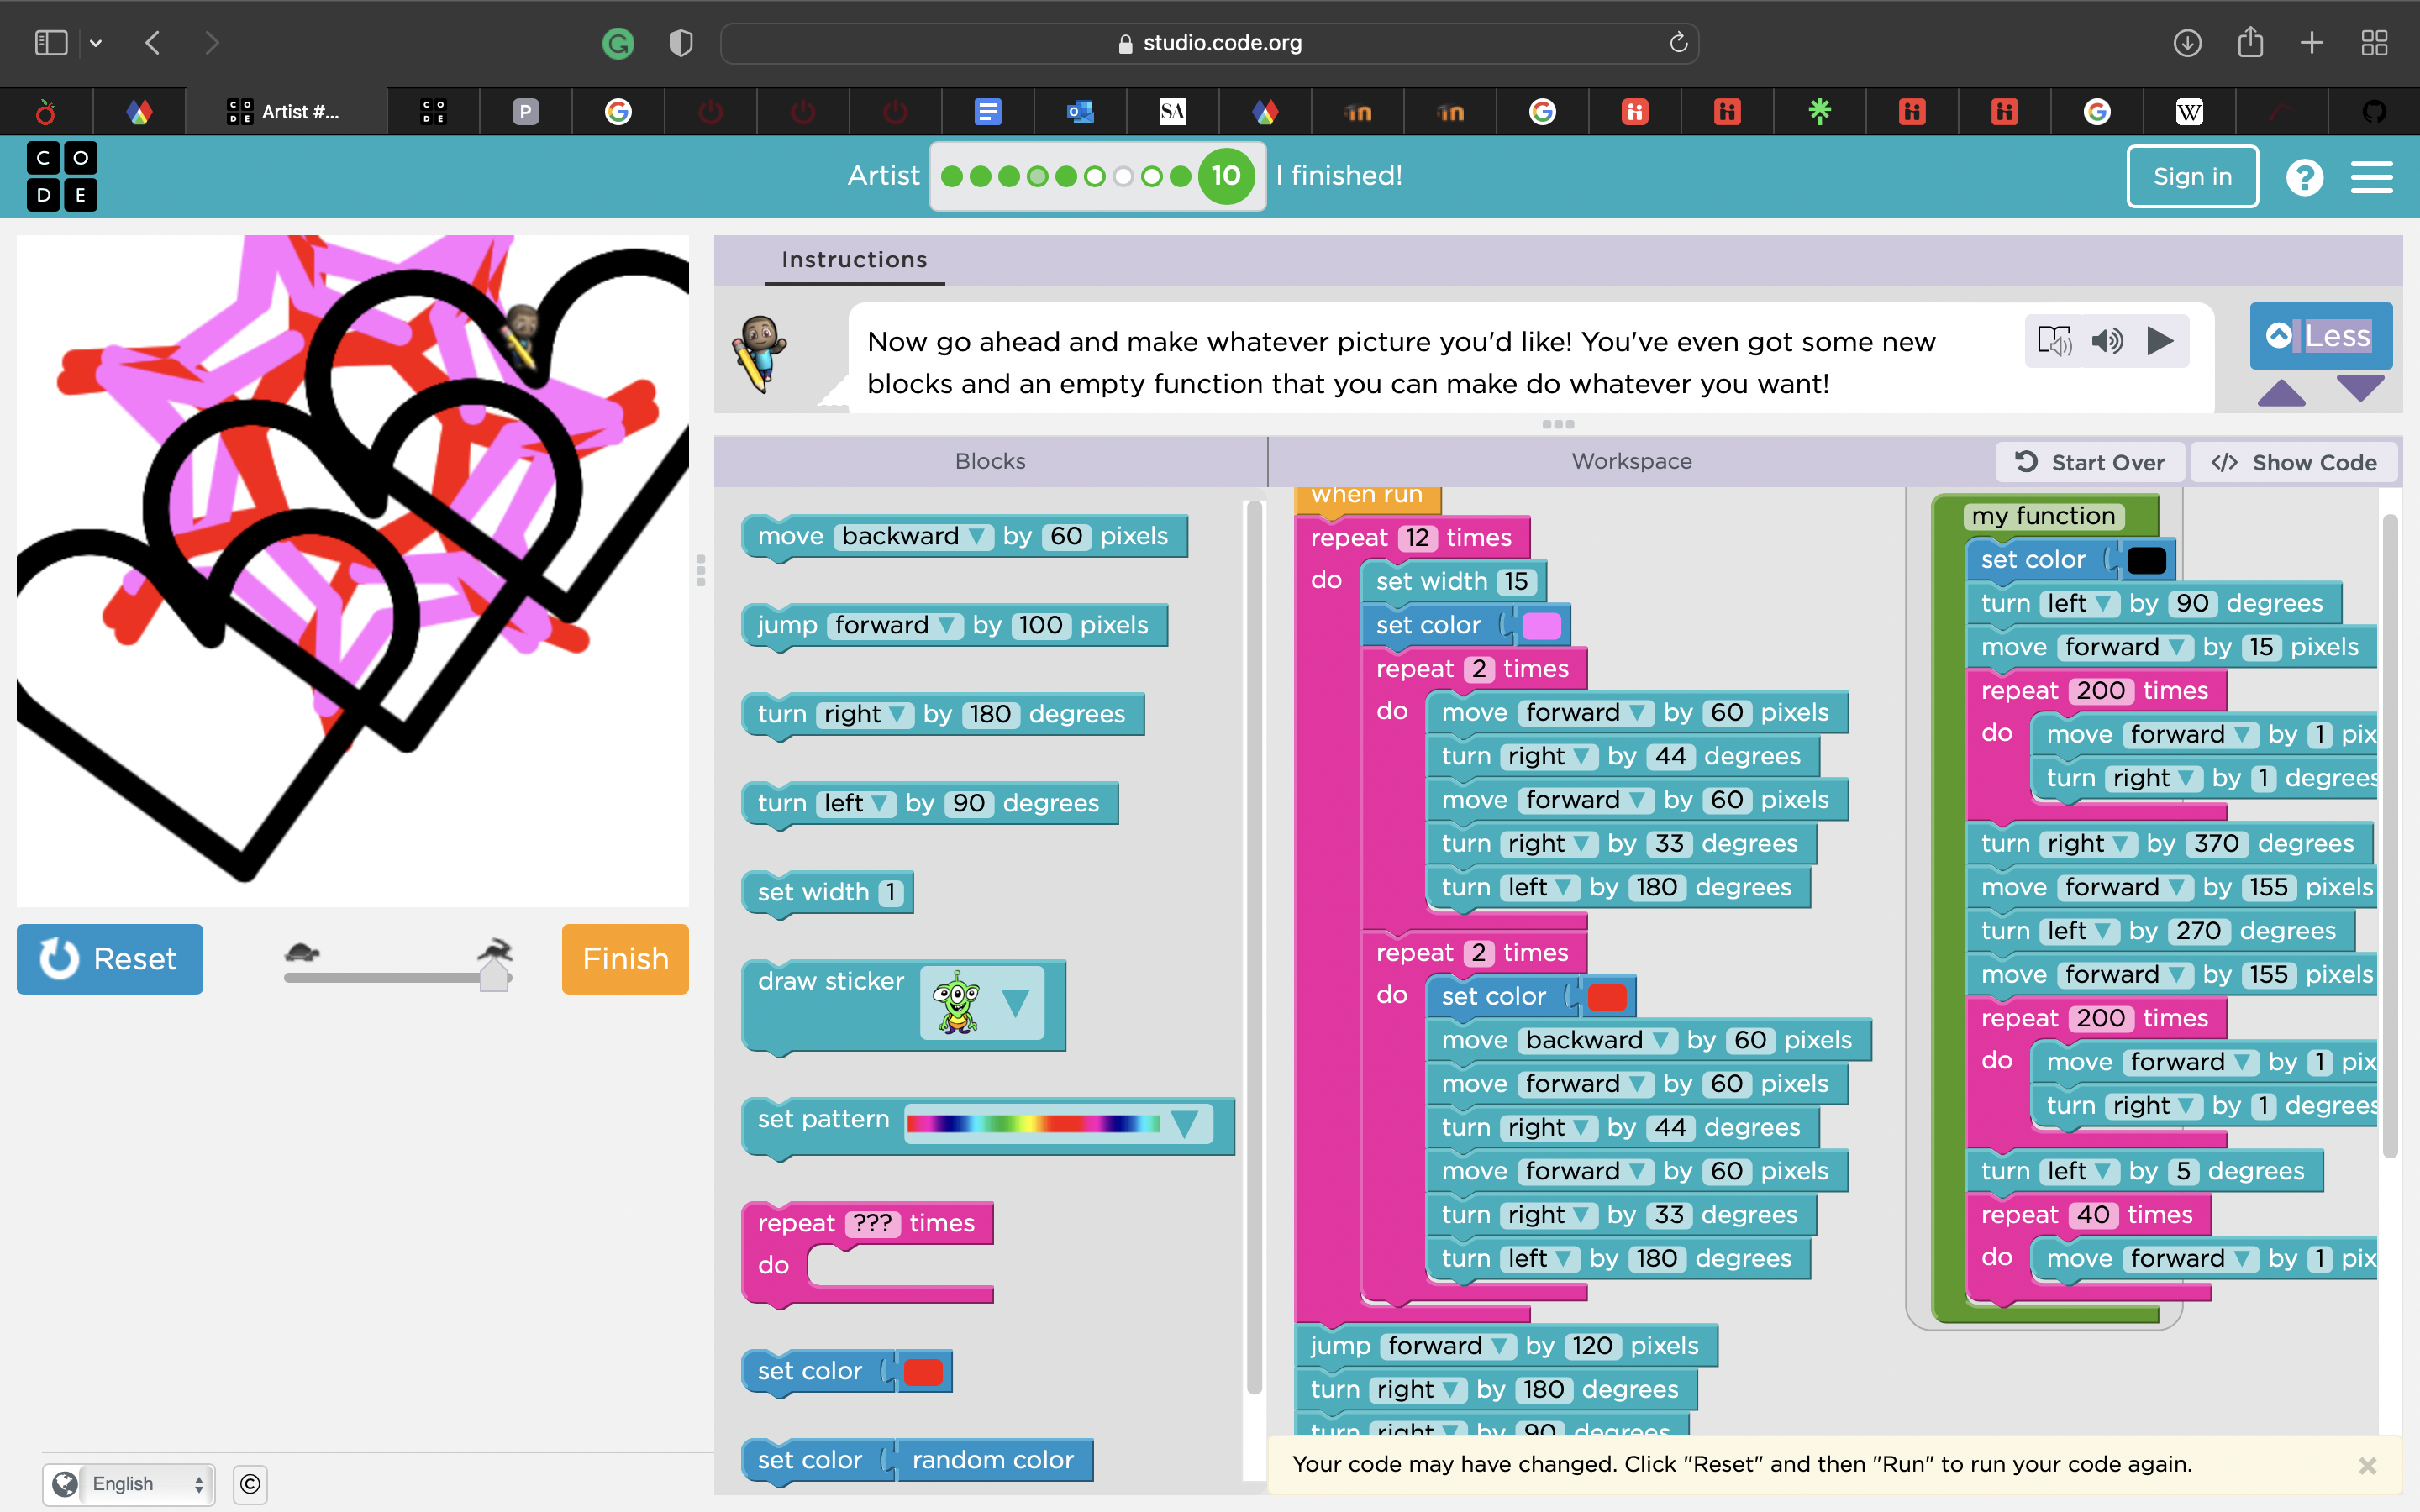 studio.code.org
Artist #...
C O D E
P
G
SA
W
C O
D E
Artist
10
I finished!
Sign in
?
Instructions
Now go ahead and make whatever picture you'd like! You've even got some new
blocks and an empty function that you can make do whatever you want!
Less
Blocks
Workspace
Start Over
</> Show Code
move backward by 60 pixels
jump forward by 100 pixels
turn right by 180 degrees
turn left by 90 degrees
set width 1
draw sticker
set pattern
repeat ??? times
do
set color
set color random color
when run
repeat 12 times
do set width 15
set color
repeat 2 times
do move forward by 60 pixels
turn right by 44 degrees
move forward by 60 pixels
turn right by 33 degrees
turn left by 180 degrees
repeat 2 times
do set color
move backward by 60 pixels
move forward by 60 pixels
turn right by 44 degrees
move forward by 60 pixels
turn right by 33 degrees
turn left by 180 degrees
jump forward by 120 pixels
turn right by 180 degrees
turn right by 90 degrees
my function
set color
turn left by 90 degrees
move forward by 15 pixels
repeat 200 times
do move forward by 1 pix
turn right by 1 degrees
turn right by 370 degrees
move forward by 155 pixels
turn left by 270 degrees
move forward by 155 pixels
repeat 200 times
do move forward by 1 pix
turn right by 1 degrees
turn left by 5 degrees
repeat 40 times
do move forward by 1 pix
Reset
Finish
Your code may have changed. Click "Reset" and then "Run" to run your code again.
English
©